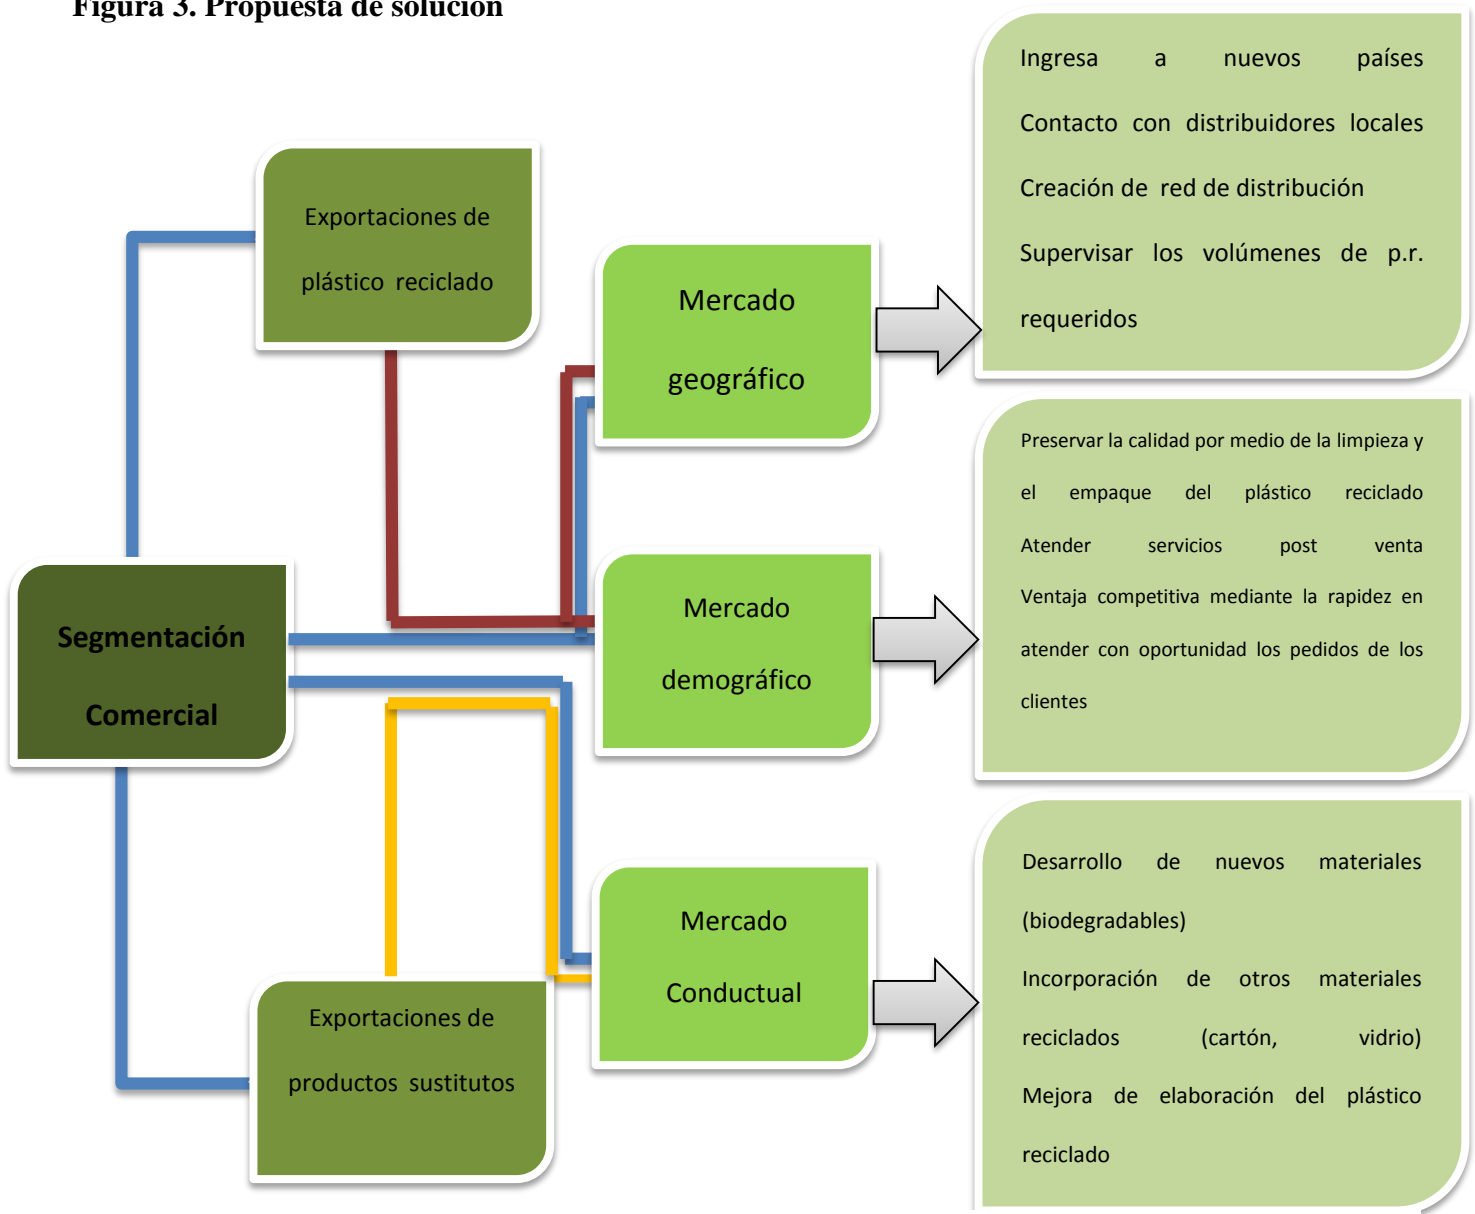 Figura 3. Propuesta de solución
Exportaciones de
plástico reciclado
Segmentación
Comercial
Exportaciones de
productos sustitutos
Mercado
geográfico
Mercado
demográfico
Mercado
Conductual
Ingresa a nuevos países
Contacto con distribuidores locales
Creación de red de distribución
Supervisar los volúmenes de p.r.
requeridos
Preservar la calidad por medio de la limpieza y
el empaque del plástico reciclado
Atender servicios post venta
Ventaja competitiva mediante la rapidez en
atender con oportunidad los pedidos de los
clientes
Desarrollo de nuevos materiales
(biodegradables)
Incorporación de otros materiales
reciclados (cartón, vidrio)
Mejora de elaboración del plástico
reciclado